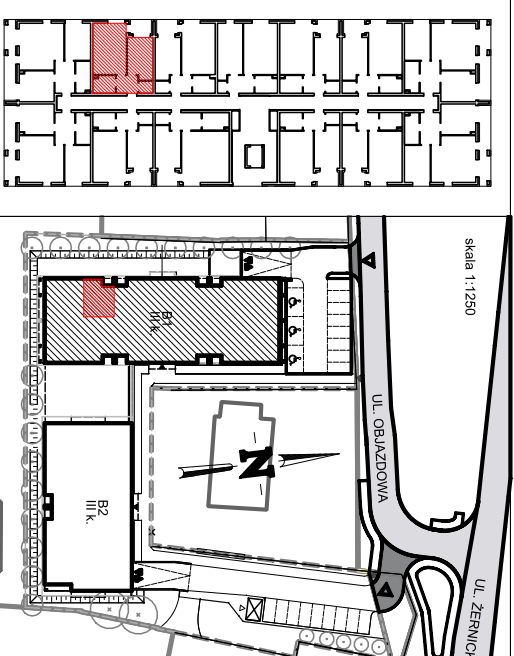 skala 1:1250
B1
III k.
UL. OBJAZDOWA
N
B2
III k.
UL. ŻERNICK